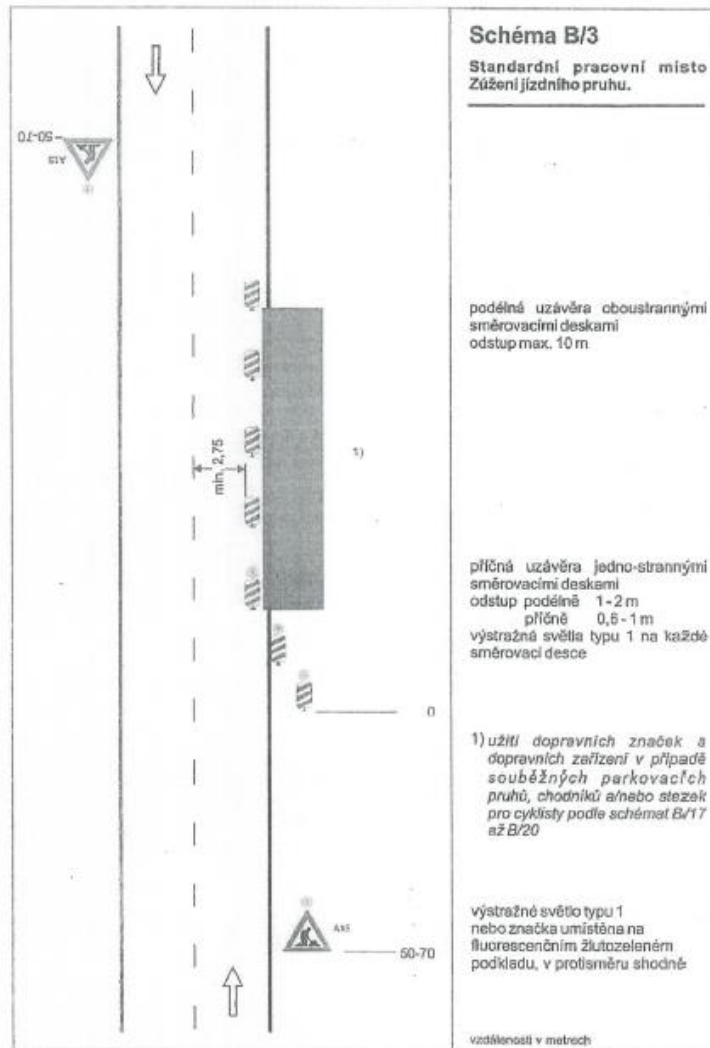 Schéma B/3
Standardní pracovní místo
Zúžení jízdního pruhu.
50-70
A15
podélná uzávěra oboustrannými
směrovacími deskami
odstup max. 10 m
min. 2,75
1)
příčná uzávěra jedno-strannými
směrovacími deskami
odstup podélně 1-2 m
příčně 0,6-1 m
výstražná světla typu 1 na každé
směrovací desce
0
1) užití dopravních značek a
dopravních zařízení v případě
souběžných parkovacích
pruhů, chodníků a/nebo stezek
pro cyklisty podle schémat B/17
až B/20
výstražné světlo typu 1
nebo značka umístěna na
fluorescenčním žlutozeleném
podkladu, v protisměru shodně
A15
50-70
vzdálenosti v metrech